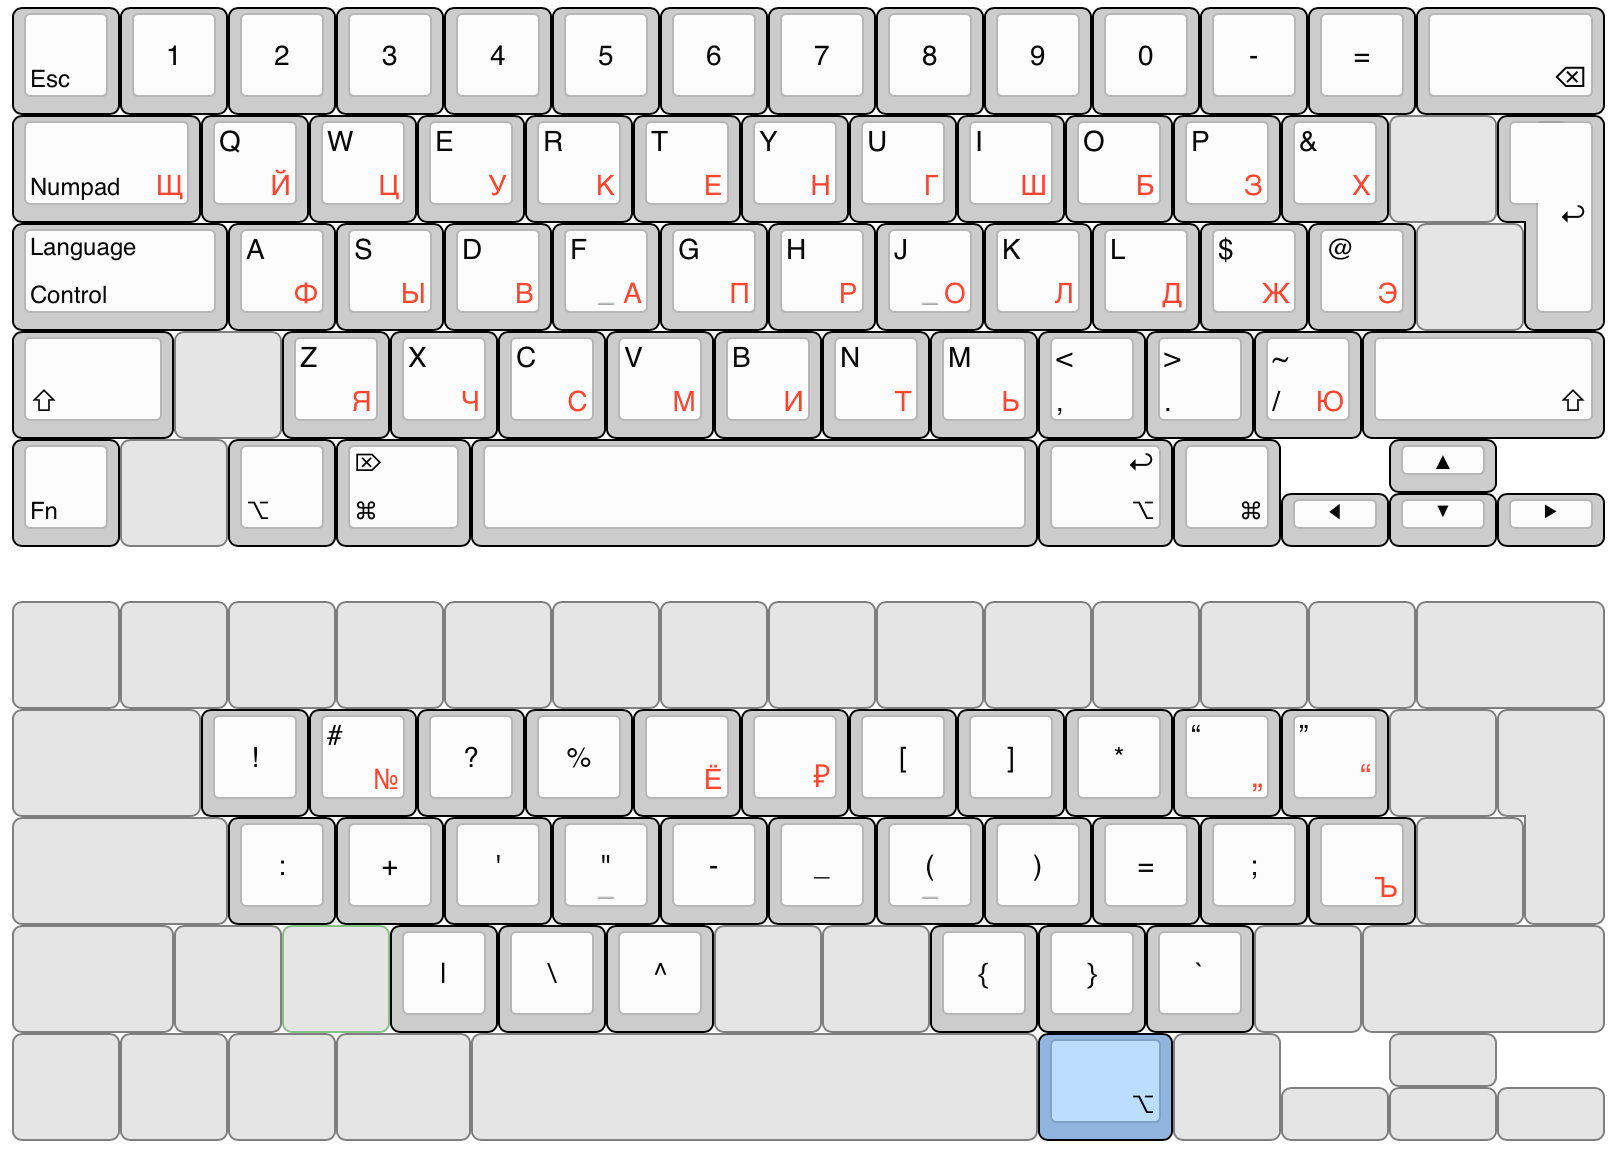 Esc 1 2 3 4 5 6 7 8 9 0 - = ⌫
Q W E R T Y U I O P &
Numpad Щ Й Ц У К Е Н Г Ш Б З Х ↩
Language A S D F G H J K L $ @
Control Ф Ы В _ А П Р _ О Л Д Ж Э
Z X C V B N M < > ~
⇧ Я Ч С М И Т Ь , . / Ю ⇧
⌦ ↩ ▲
Fn ⌥ ⌘ ⌥ ⌘ ◀ ▼ ▶
! # ? % [ ] * “ ”
№ Ё ₽ „ “
: + ' " - _ ( ) = ;
_ _ Ъ
| \ ^ { } `
⌥